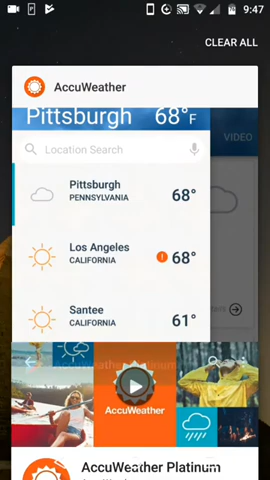 9:47
CLEAR ALL
AccuWeather
Pittsburgh 68°F
Location Search
VIDEO
Pittsburgh
PENNSYLVANIA
68°
Los Angeles
CALIFORNIA
68°
Santee
CALIFORNIA
61°
AccuWeather
AccuWeather Platinum